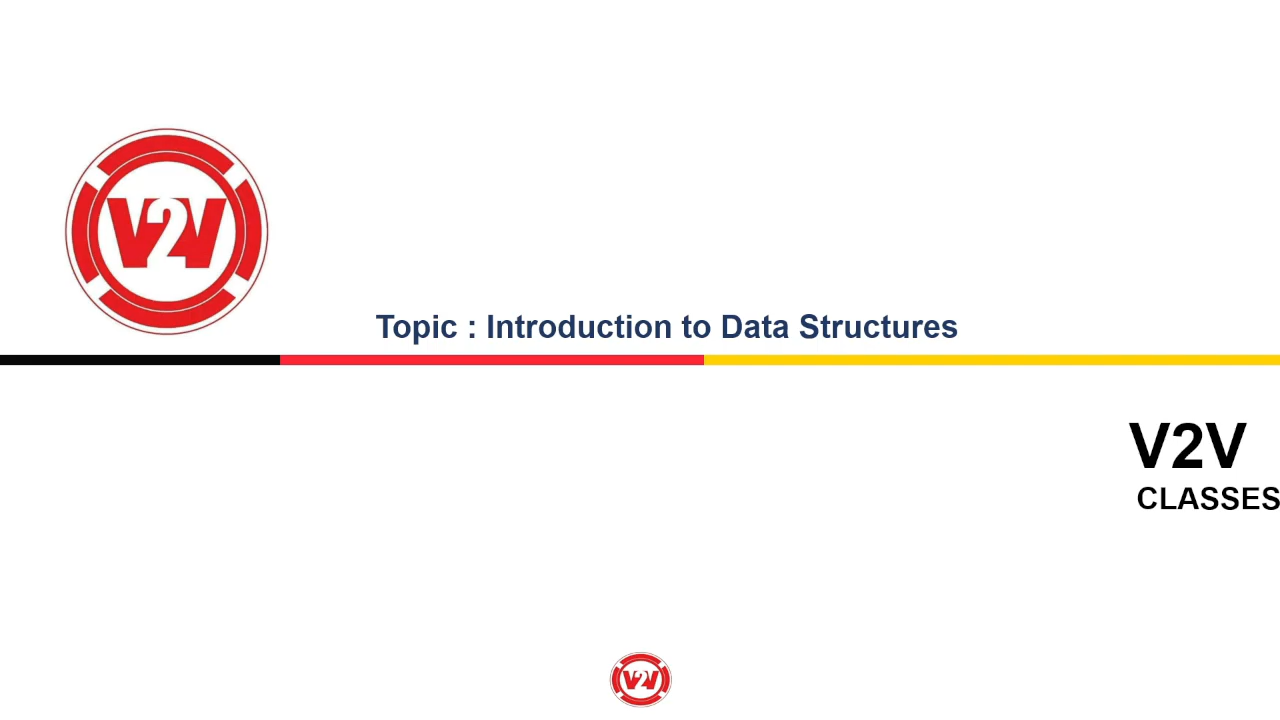 V2V
Topic : Introduction to Data Structures
V2V
CLASSES
V2V